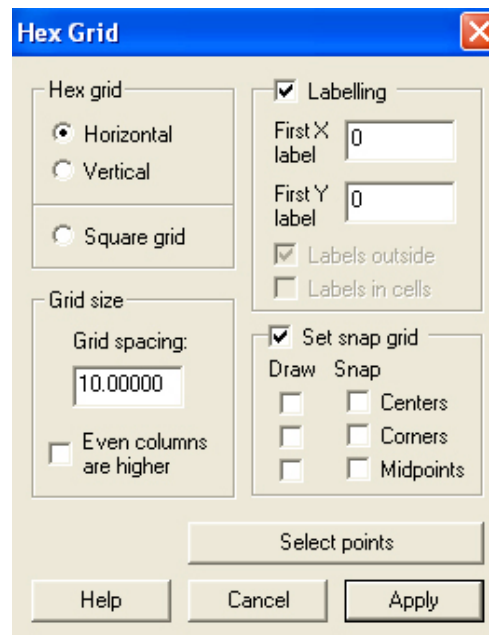 Hex Grid
Hex grid
Horizontal
Vertical
Square grid
Grid size
Grid spacing:
10.00000
Even columns
are higher
Labelling
First X
label
0
First Y
label
0
Labels outside
Labels in cells
Set snap grid
Draw Snap
Centers
Corners
Midpoints
Select points
Help
Cancel
Apply